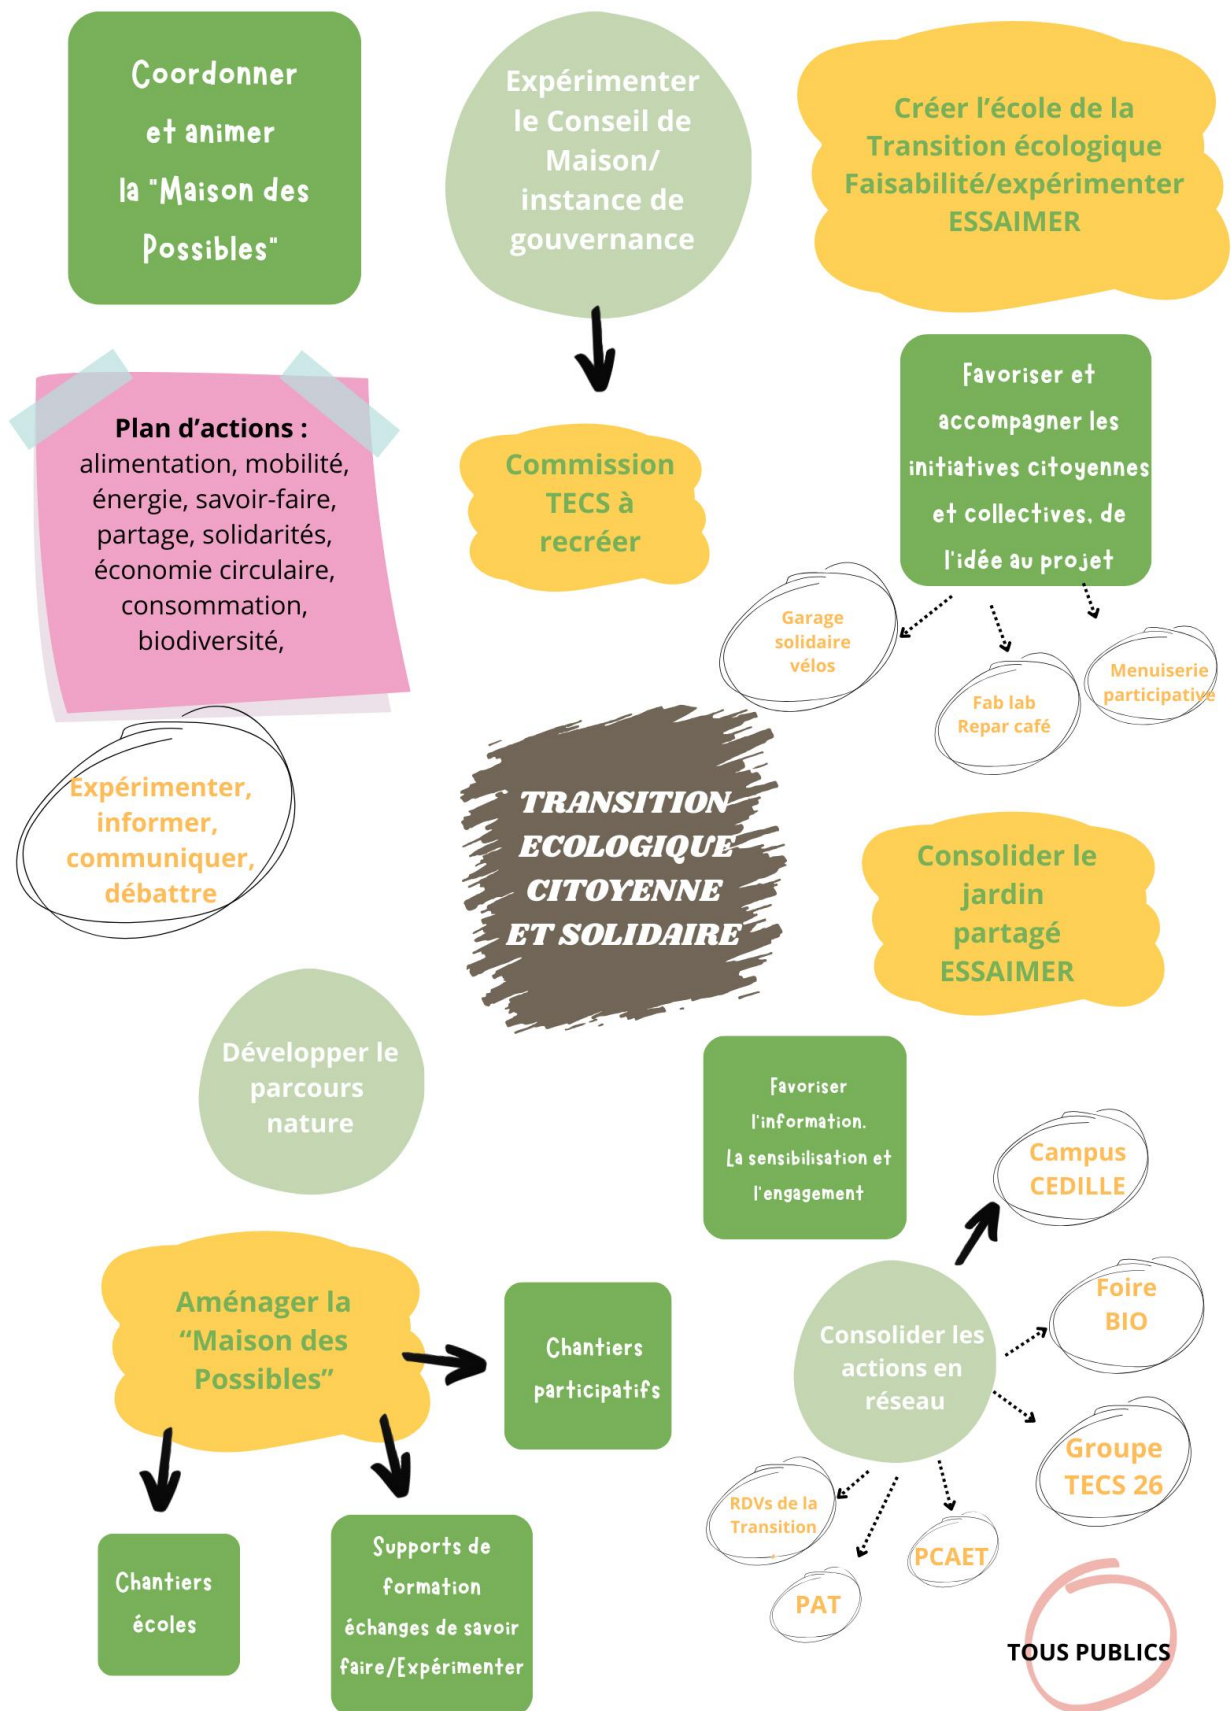 Coordonner
et animer
la "Maison des
Possibles"
Expérimenter
le Conseil de
Maison/
instance de
gouvernance
Créer l’école de la
Transition écologique
Faisabilité/expérimenter
ESSAIMER
Plan d’actions :
alimentation, mobilité,
énergie, savoir-faire,
partage, solidarités,
économie circulaire,
consommation,
biodiversité,
Commission
TECS à
recréer
Favoriser et
accompagner les
initiatives citoyennes
et collectives, de
l'idée au projet
Garage
solidaire
vélos
Fab lab
Repar café
Menuiserie
participative
Expérimenter,
informer,
communiquer,
débattre
TRANSITION
ECOLOGIQUE
CITOYENNE
ET SOLIDAIRE
Consolider le
jardin
partagé
ESSAIMER
Développer le
parcours
nature
Favoriser
l'information.
La sensibilisation et
l'engagement
Campus
CEDILLE
Aménager la
“Maison des
Possibles”
Chantiers
participatifs
Consolider les
actions en
réseau
Foire
BIO
Groupe
TECS 26
RDVs de la
Transition
.
PAT
PCAET
Chantiers
écoles
Supports de
formation
échanges de savoir
faire/Expérimenter
TOUS PUBLICS